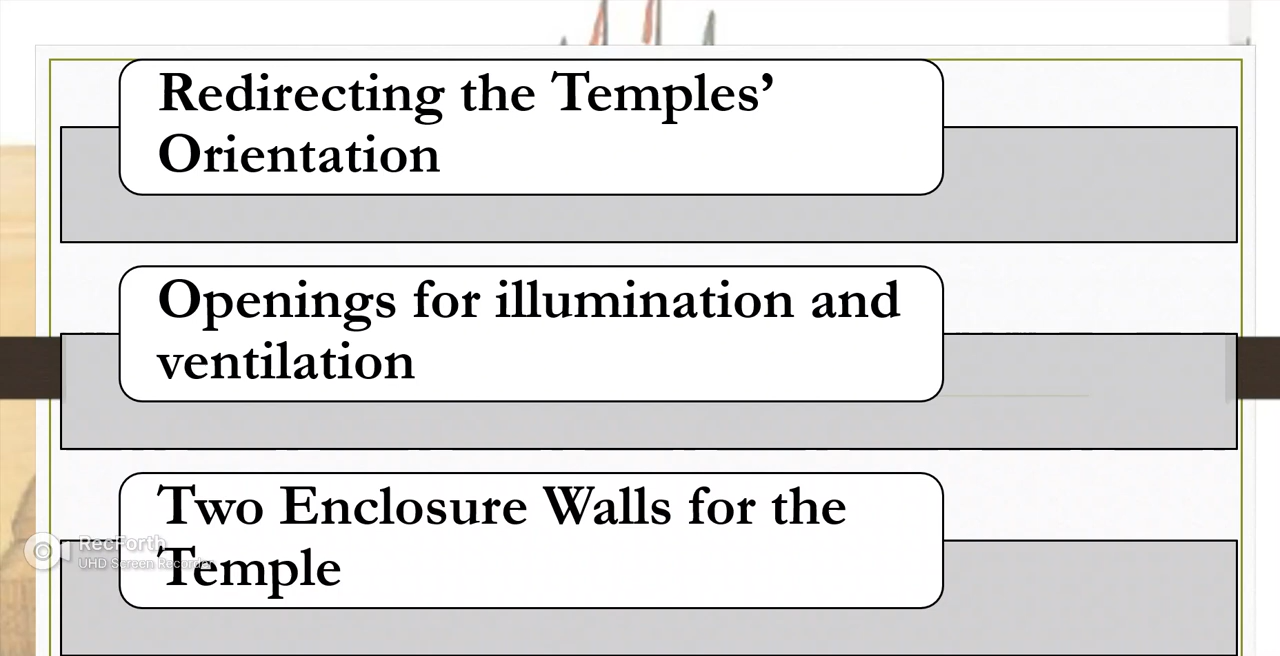 Redirecting the Temples’
Orientation
Openings for illumination and
ventilation
Two Enclosure Walls for the
Temple
RecForth
UHD Screen Recorder